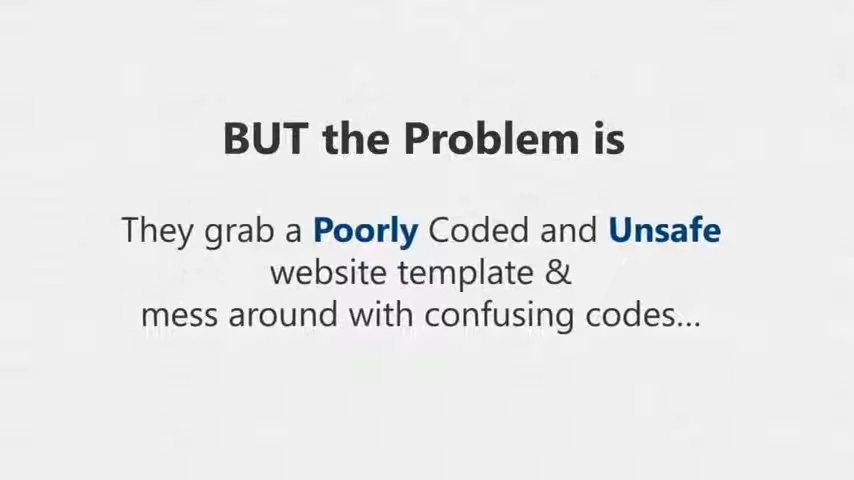 BUT the Problem is
They grab a Poorly Coded and Unsafe
website template &
mess around with confusing codes...